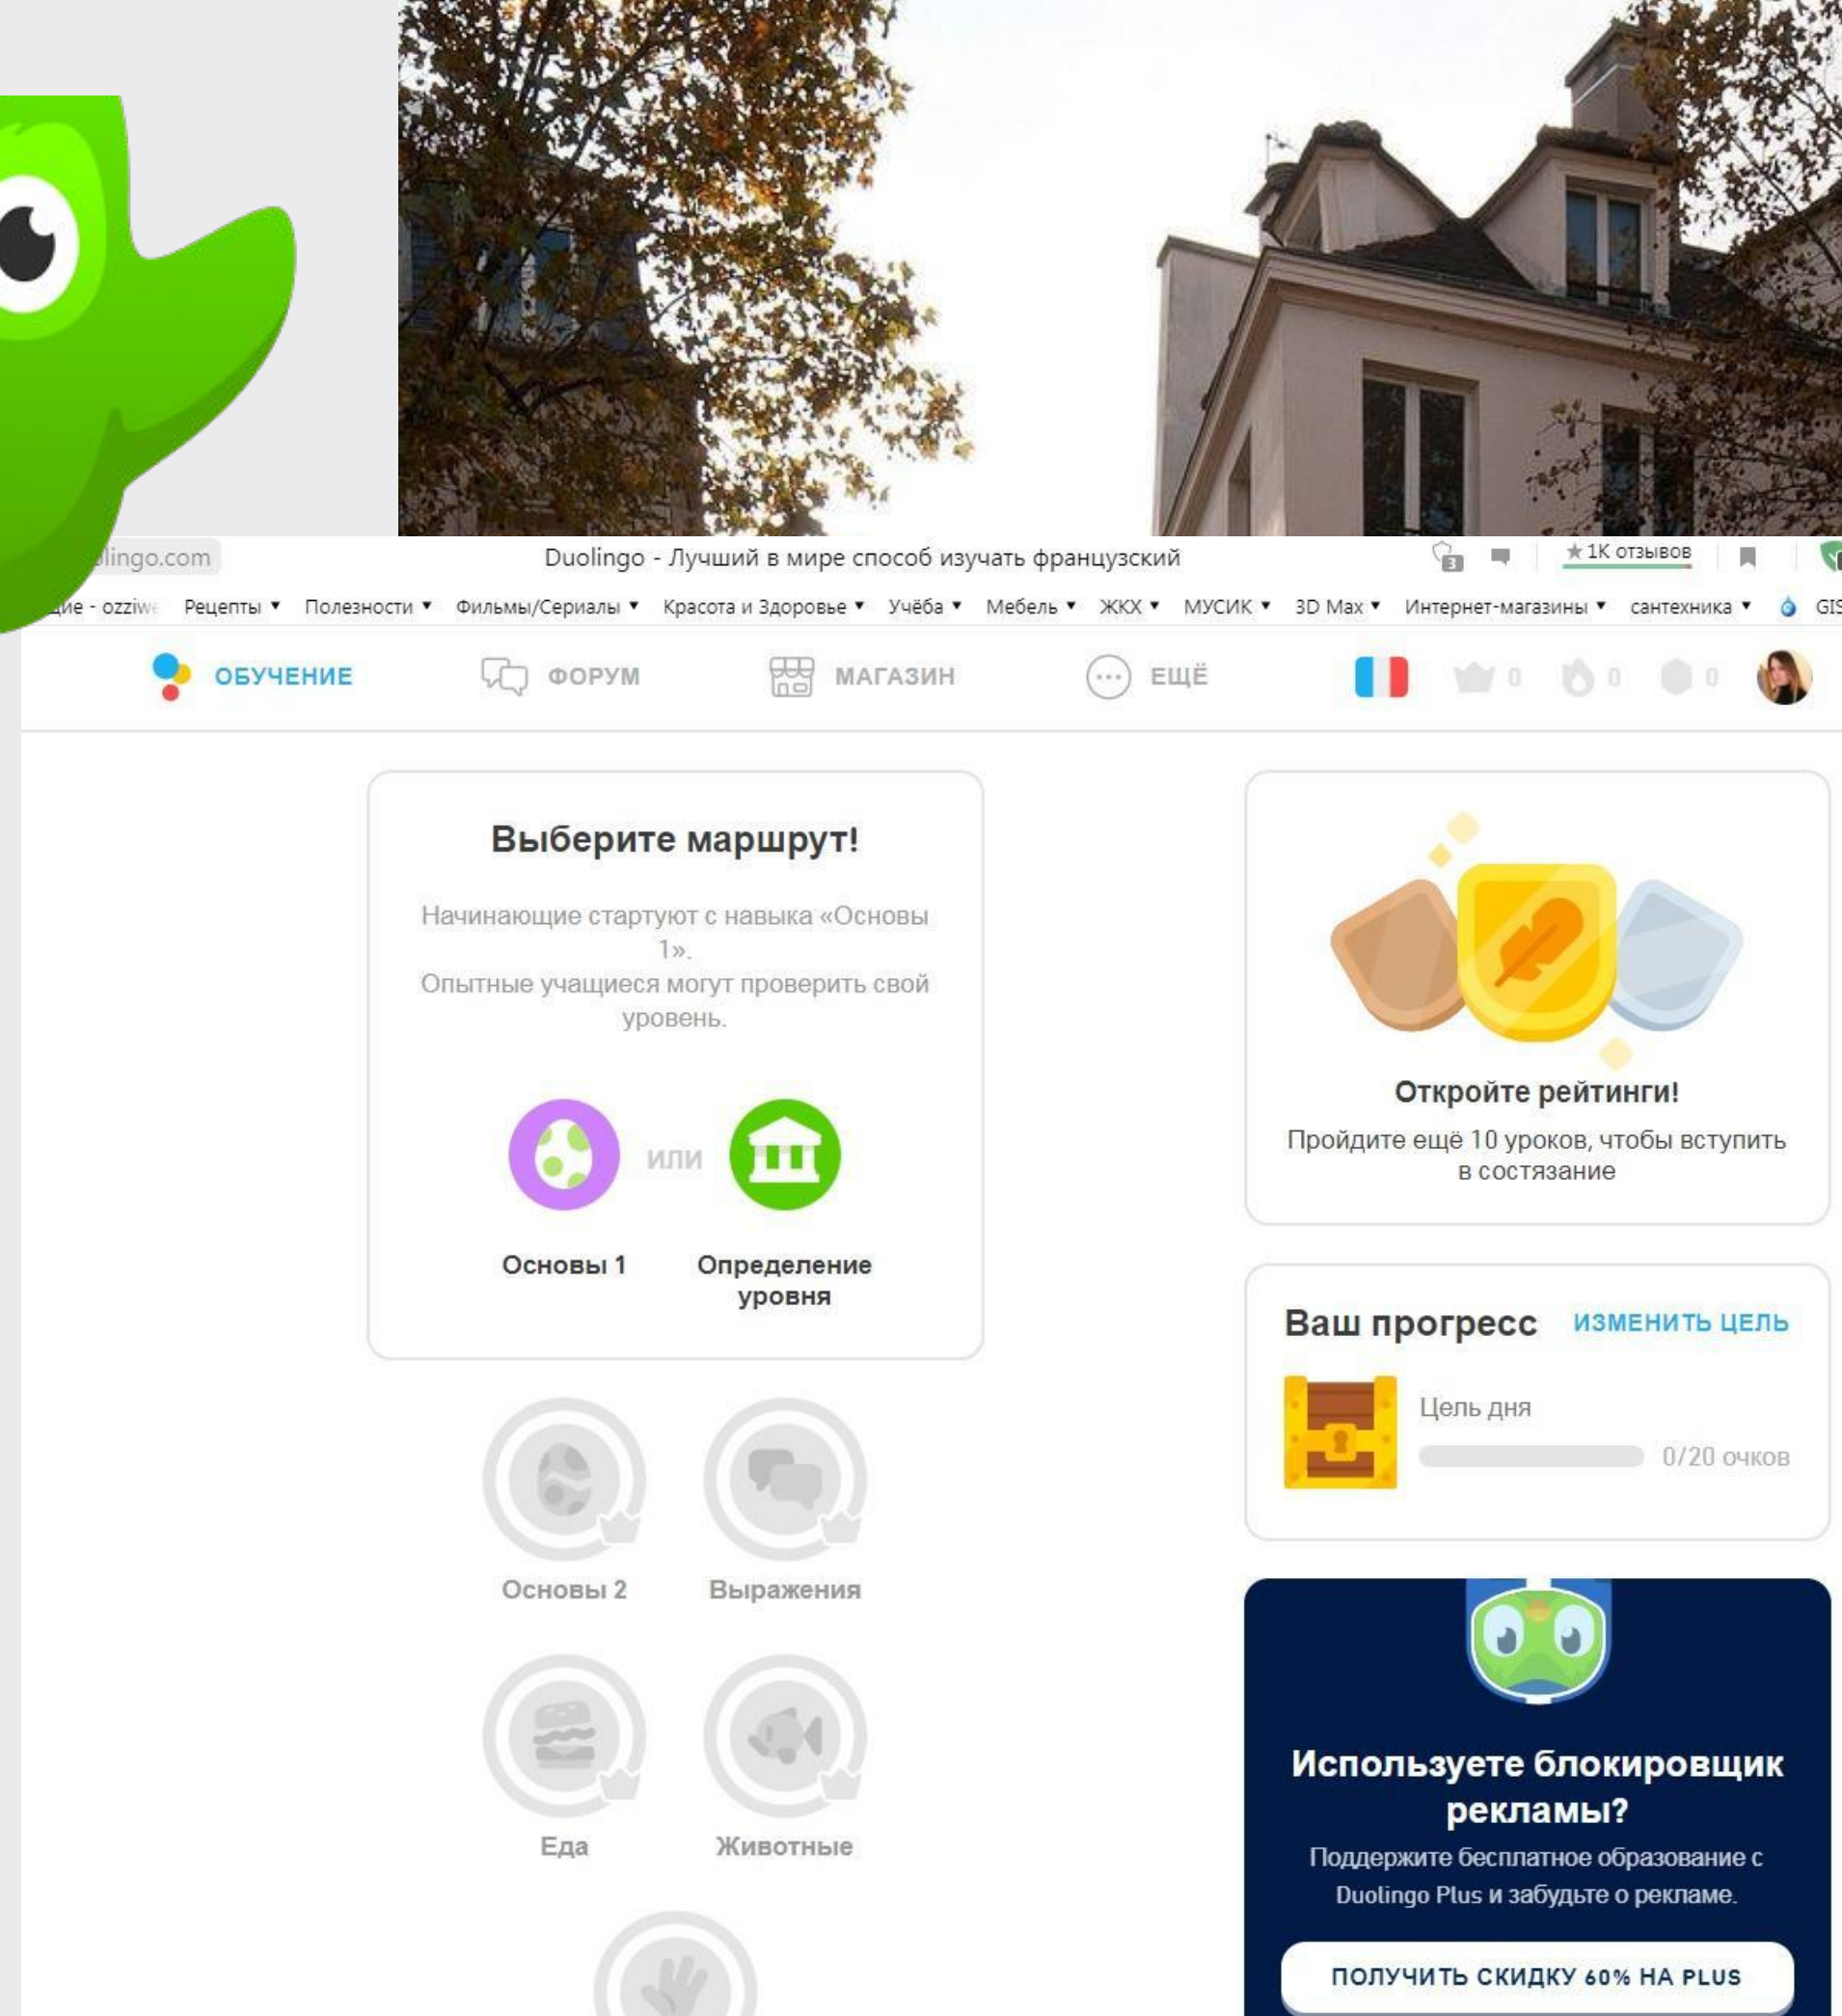 lingo.com
Duolingo - Лучший в мире способ изучать французский
3
★ 1К отзывов
- ozziwe
Рецепты ▾
Полезности ▾
Фильмы/Сериалы ▾
Красота и Здоровье ▾
Учёба ▾
Мебель ▾
ЖКХ ▾
МУСИК ▾
3D Max ▾
Интернет-магазины ▾
сантехника ▾
GIS
ОБУЧЕНИЕ
ФОРУМ
МАГАЗИН
ЕЩЁ
0
0
0
Выберите маршрут!
Начинающие стартуют с навыка «Основы
1».
Опытные учащиеся могут проверить свой
уровень.
или
Основы 1
Определение
уровня
Основы 2
Выражения
Еда
Животные
Откройте рейтинги!
Пройдите ещё 10 уроков, чтобы вступить
в состязание
Ваш прогресс
ИЗМЕНИТЬ ЦЕЛЬ
Цель дня
0/20 очков
Используете блокировщик
рекламы?
Поддержите бесплатное образование с
Duolingo Plus и забудьте о рекламе.
ПОЛУЧИТЬ СКИДКУ 60% НА PLUS